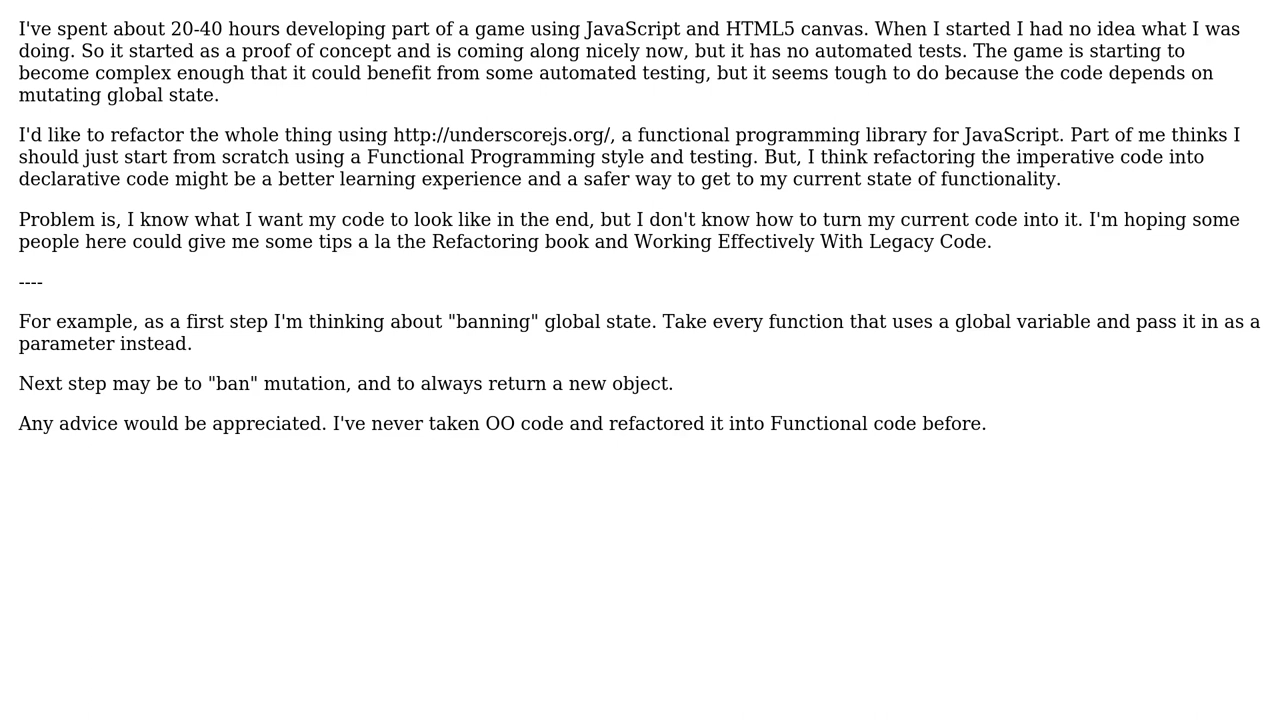 I've spent about 20-40 hours developing part of a game using JavaScript and HTML5 canvas. When I started I had no idea what I was
doing. So it started as a proof of concept and is coming along nicely now, but it has no automated tests. The game is starting to
become complex enough that it could benefit from some automated testing, but it seems tough to do because the code depends on
mutating global state.
I'd like to refactor the whole thing using http://underscorejs.org/, a functional programming library for JavaScript. Part of me thinks I
should just start from scratch using a Functional Programming style and testing. But, I think refactoring the imperative code into
declarative code might be a better learning experience and a safer way to get to my current state of functionality.
Problem is, I know what I want my code to look like in the end, but I don't know how to turn my current code into it. I'm hoping some
people here could give me some tips a la the Refactoring book and Working Effectively With Legacy Code.
----
For example, as a first step I'm thinking about "banning" global state. Take every function that uses a global variable and pass it in as a
parameter instead.
Next step may be to "ban" mutation, and to always return a new object.
Any advice would be appreciated. I've never taken OO code and refactored it into Functional code before.